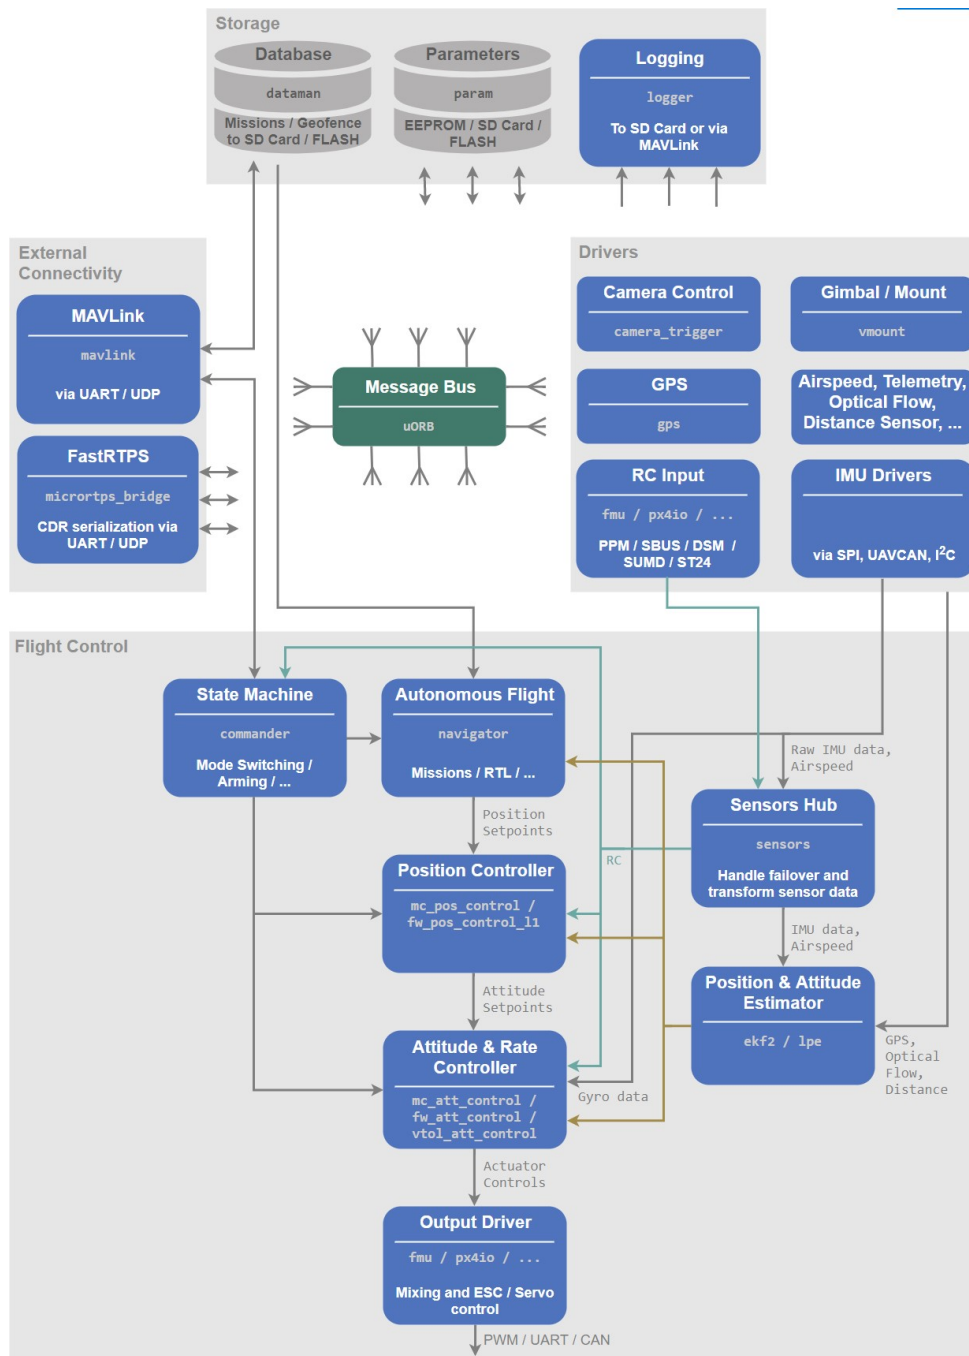 Storage
Database
dataman
Missions / Geofence
to SD Card / FLASH
Parameters
param
EEPROM / SD Card /
FLASH
Logging
logger
To SD Card or via
MAVLink
External
Connectivity
MAVLink
mavlink
via UART / UDP
FastRTPS
micrortps_bridge
CDR serialization via
UART / UDP
Message Bus
uORB
Drivers
Camera Control
camera_trigger
Gimbal / Mount
vmount
GPS
gps
Airspeed, Telemetry,
Optical Flow,
Distance Sensor, ...
RC Input
fmu / px4io / ...
PPM / SBUS / DSM /
SUMD / ST24
IMU Drivers
via SPI, UAVCAN, I²C
Flight Control
State Machine
commander
Mode Switching /
Arming / ...
Autonomous Flight
navigator
Missions / RTL / ...
Raw IMU data,
Airspeed
Position
Setpoints
Sensors Hub
sensors
Handle failover and
transform sensor data
RC
Position Controller
mc_pos_control /
fw_pos_control_l1
IMU data,
Airspeed
Attitude
Setpoints
Position & Attitude
Estimator
ekf2 / lpe
GPS,
Optical
Flow,
Distance
Attitude & Rate
Controller
mc_att_control /
fw_att_control /
vtol_att_control
Gyro data
Actuator
Controls
Output Driver
fmu / px4io / ...
Mixing and ESC / Servo
control
PWM / UART / CAN